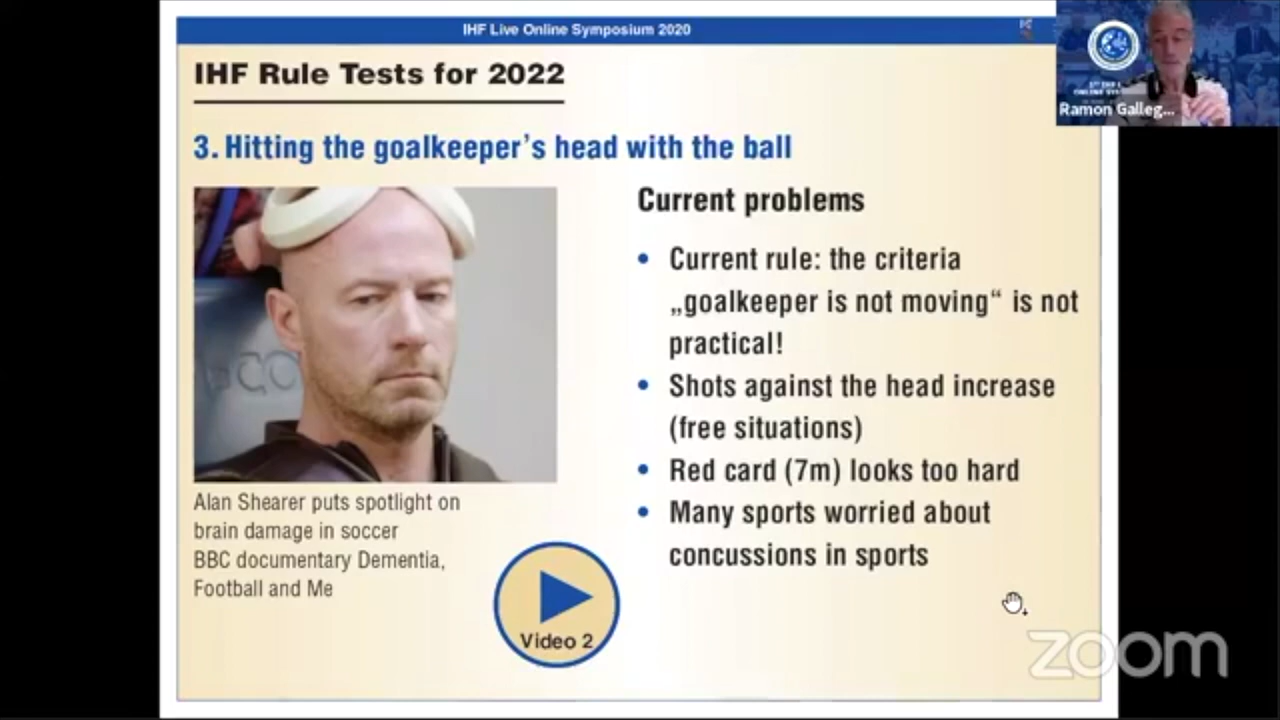 IHF Live Online Symposium 2020
IHF Rule Tests for 2022
Ramon Galleg...
3. Hitting the goalkeeper's head with the ball
Current problems
• Current rule: the criteria
„goalkeeper is not moving“ is not
practical!
• Shots against the head increase
(free situations)
• Red card (7m) looks too hard
• Many sports worried about
concussions in sports
Alan Shearer puts spotlight on
brain damage in soccer
BBC documentary Dementia,
Football and Me
Video 2
zoom